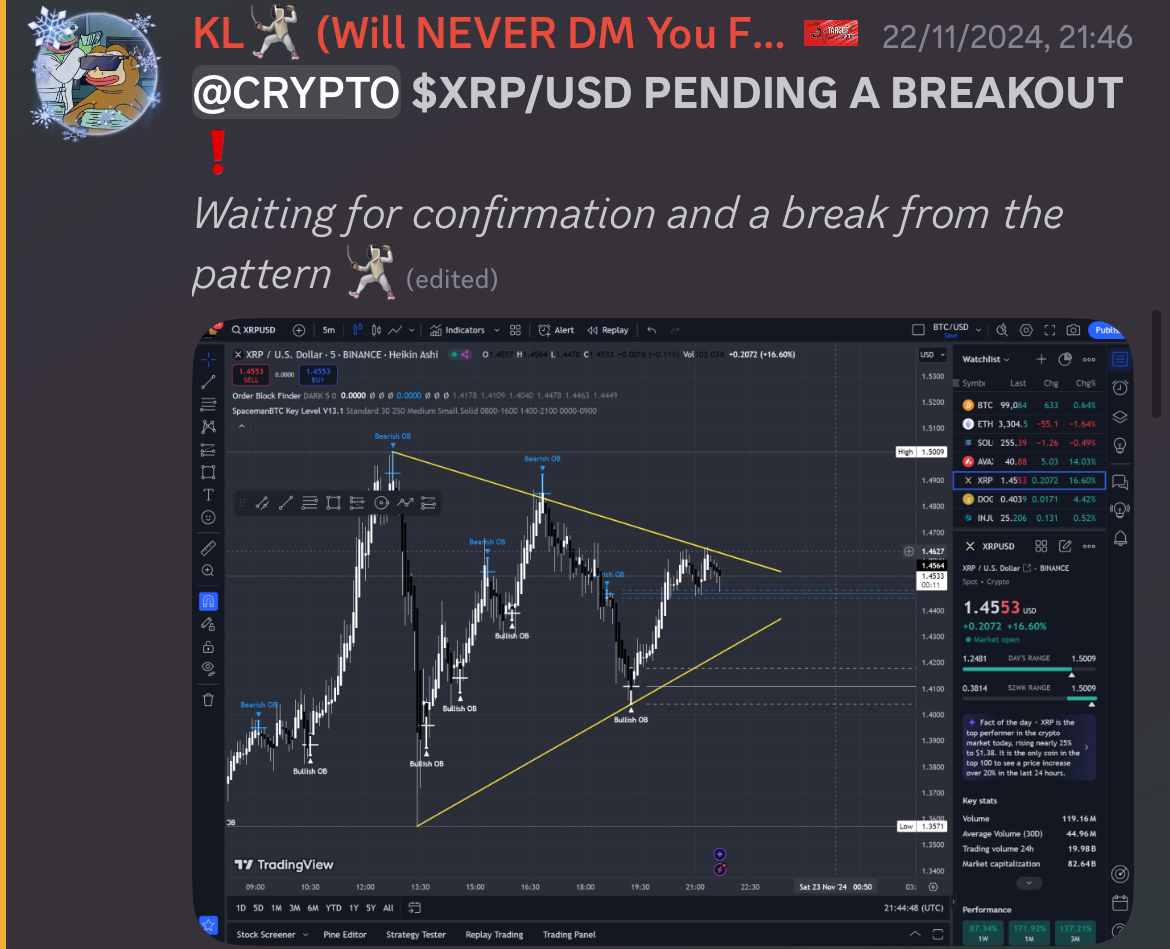 KL🤺 (Will NEVER DM You F... TARGET 22/11/2024, 21:46
@CRYPTO $XRP/USD PENDING A BREAKOUT
❗
Waiting for confirmation and a break from the
pattern 🤺 (edited)
XRPUSD 5m Indicators Alert Replay BTC/USD Save Publis
XRP / U.S. Dollar · 5 · BINANCE · Heikin Ashi O1.4557 H1.4564 L1.4470 C1.4533 -0.0016 (-0.11%) Vol103.03K +0.2072 (+16.60%)
USD
1.4553 SELL 0.0000 1.4553 BUY
Order Block Finder DARK 5 0 0.0000 Ø Ø Ø 0.0000 Ø Ø Ø 1.4178 1.4109 1.4040 1.4478 1.4463 1.4449
SpacemanBTC Key Level V13.1 Standard 30 250 Medium Small Solid 0800-1600 1400-2100 0000-0900
Bearish OB
Bearish OB
Bearish OB
rish OB
Bullish OB
Bullish OB
Bullish OB
Bearish OB
Bullish OB
Bullish OB
OB
1.5300
1.5200
1.5100
High 1.5009
1.4900
1.4800
1.4700
1.4627
1.4564
1.4533
00:11
1.4400
1.4300
1.4200
1.4100
1.4000
1.3900
1.3800
1.3700
1.3600
Low 1.3571
1.3500
1.3400
TradingView
09:00 10:30 12:00 13:30 15:00 16:30 18:00 19:30 21:00 22:30 Sat 23 Nov '24 00:50 03:
1D 5D 1M 3M 6M YTD 1Y 5Y All 21:44:48 (UTC)
Stock Screener Pine Editor Strategy Tester Replay Trading Trading Panel
Watchlist
Symbo Last Chg Chg%
BTC 99,084 633 0.64%
ETH 3,304.5 -55.1 -1.64%
SOL 255.39 -1.26 -0.49%
AVA 40.88 5.03 14.03%
XRP 1.4553 0.2072 16.60%
DOC 0.4039 0.0171 4.42%
INJU 25.206 0.131 0.52%
XRPUSD
XRP / U.S. Dollar · BINANCE
Spot • Crypto
1.4553 USD
+0.2072 +16.60%
Market open
1.2481 DAY'S RANGE 1.5009
0.3814 52WK RANGE 1.5009
Fact of the day · XRP is the
top performer in the crypto
market today, rising nearly 25%
to $1.38. It is the only coin in the
top 100 to see a price increase
over 20% in the last 24 hours.
Key stats
Volume 119.16M
Average Volume (30D) 44.96M
Trading volume 24h 19.98B
Market capitalization 82.64B
Performance
87.34% 171.92% 137.21%
1W 1M 3M